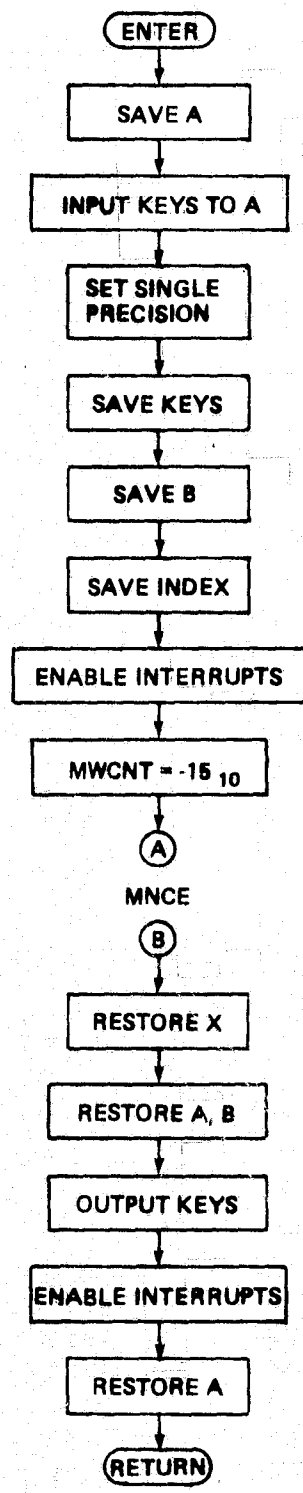 ENTER
SAVE A
INPUT KEYS TO A
SET SINGLE
PRECISION
SAVE KEYS
SAVE B
SAVE INDEX
ENABLE INTERRUPTS
MWCNT = -15 10
A
MNCE
B
RESTORE X
RESTORE A, B
OUTPUT KEYS
ENABLE INTERRUPTS
RESTORE A
RETURN